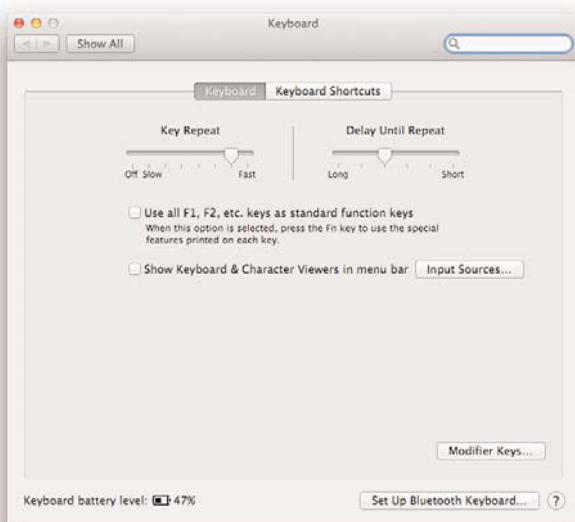 Keyboard
Show All
Keyboard Keyboard Shortcuts
Key Repeat Delay Until Repeat
Off Slow Fast Long Short
Use all F1, F2, etc. keys as standard function keys
When this option is selected, press the Fn key to use the special
features printed on each key.
Show Keyboard & Character Viewers in menu bar Input Sources...
Modifier Keys...
Keyboard battery level: 47% Set Up Bluetooth Keyboard... ?